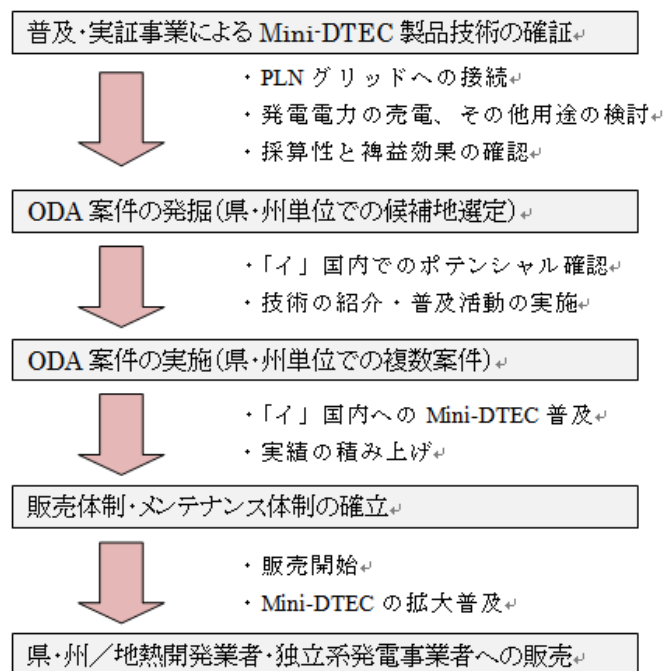 普及･実証事業による Mini-DTEC 製品技術の確証↵
・PLN グリッドへの接続↵
・発電電力の売電、その他用途の検討↵
・採算性と裨益効果の確認↵
ODA 案件の発掘(県･州単位での候補地選定)↵
・「イ」国内でのポテンシャル確認↵
・技術の紹介・普及活動の実施↵
ODA 案件の実施(県･州単位での複数案件)↵
・「イ」国内への Mini-DTEC 普及↵
・実績の積み上げ↵
販売体制･メンテナンス体制の確立↵
・販売開始↵
・Mini-DTEC の拡大普及↵
県･州／地熱開発業者･独立系発電事業者への販売↵